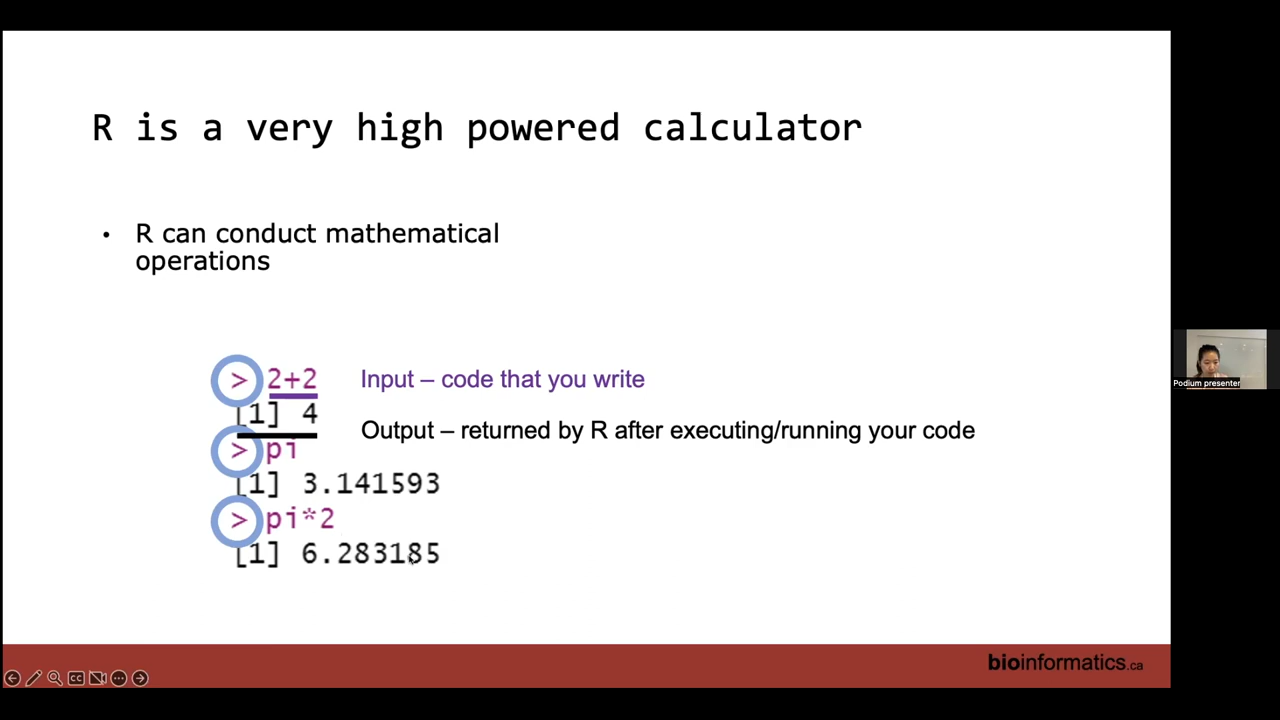 R is a very high powered calculator
• R can conduct mathematical
operations
> 2+2 Input – code that you write
[1] 4
Output – returned by R after executing/running your code
> pi
[1] 3.141593
> pi*2
[1] 6.283185
Podium presenter
bioinformatics.ca
CC